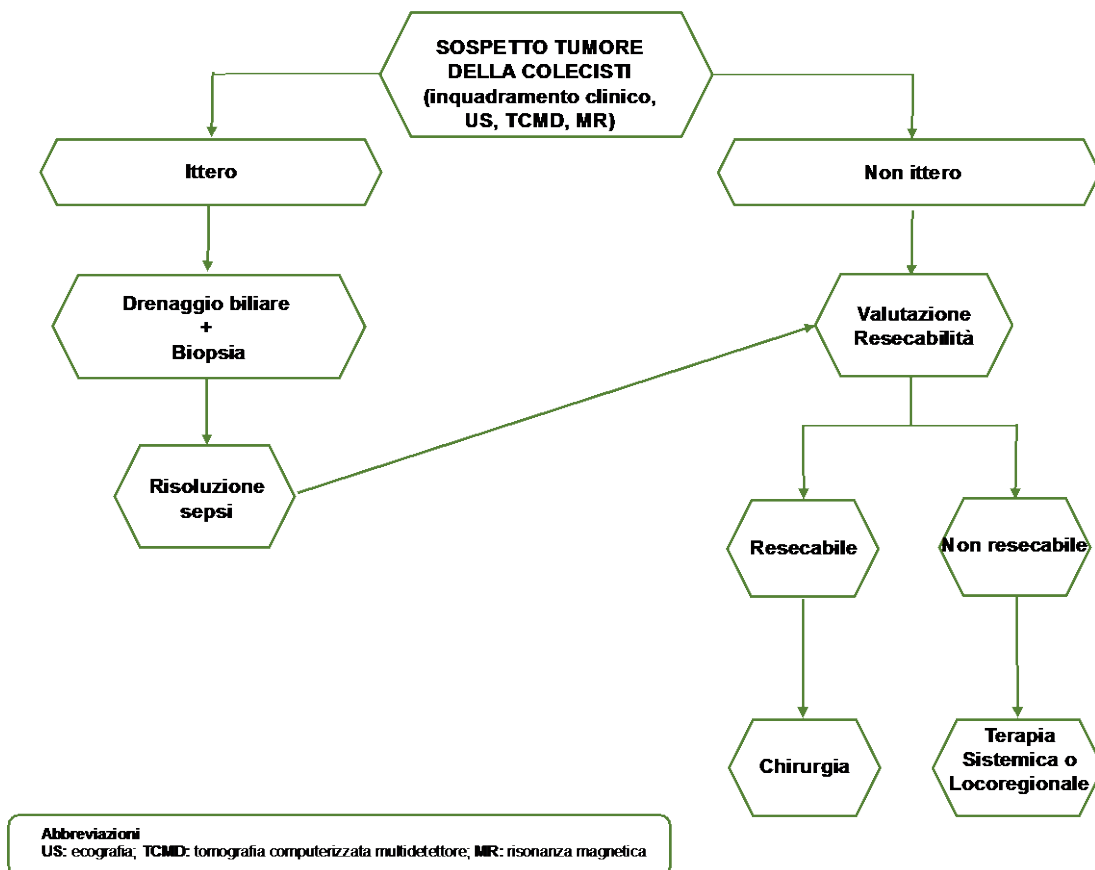 SOSPETTO TUMORE
DELLA COLECISTI
(inquadramento clinico,
US, TCMD, MR)
Ittero
Non ittero
Drenaggio biliare
+
Biopsia
Valutazione
Resecabilità
Risoluzione
sepsi
Resecabile
Non resecabile
Chirurgia
Terapia
Sistemica o
Locoregionale
Abbreviazioni
US: ecografia; TCMD: tomografia computerizzata multidetettore; MR: risonanza magnetica